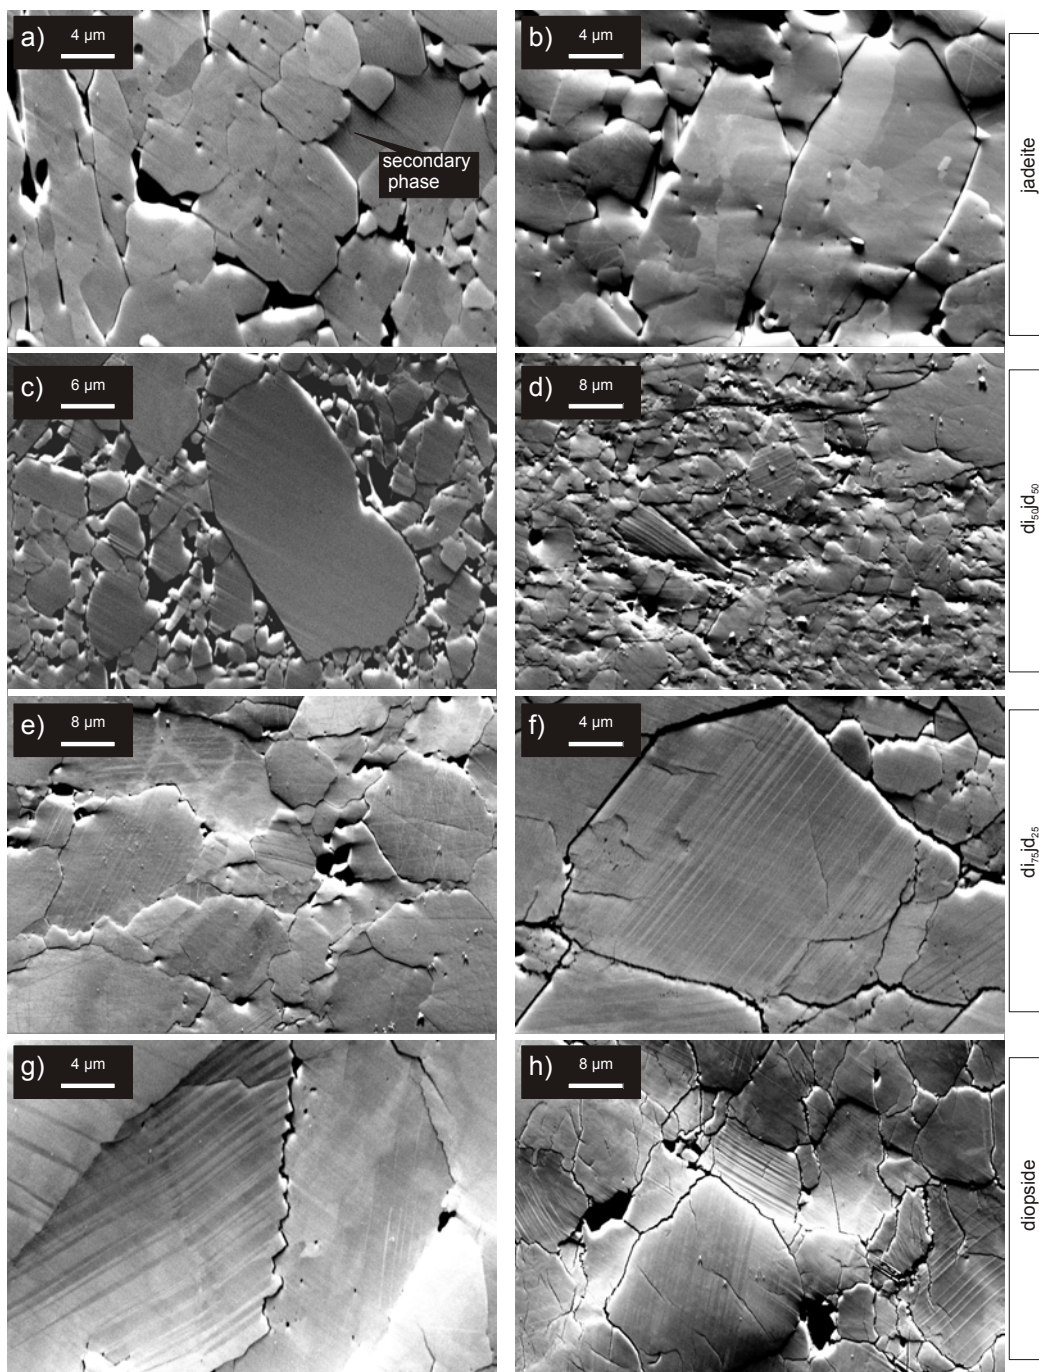 a) 4 µm
secondary
phase
b) 4 µm
jadeite
c) 6 µm
d) 8 µm
di50jd50
e) 8 µm
f) 4 µm
di75jd25
g) 4 µm
h) 8 µm
diopside